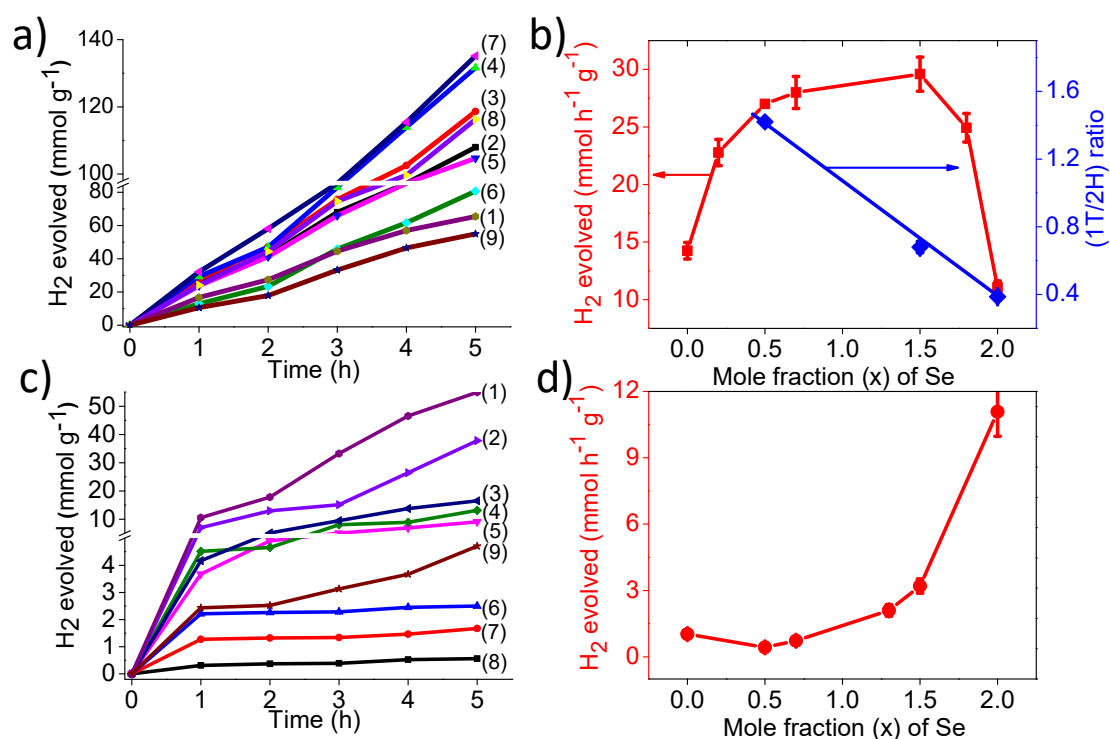 a)
H2 evolved (mmol g-1)
140
120
100
80
60
40
20
0
(7)
(4)
(3)
(8)
(2)
(5)
(6)
(1)
(9)
0 1 2 3 4 5
Time (h)
b)
H2 evolved (mmol h-1 g-1)
30
25
20
15
10
1.6
1.2
0.8
0.4
(1T/2H) ratio
0.0 0.5 1.0 1.5 2.0
Mole fraction (x) of Se
c)
H2 evolved (mmol g-1)
50
40
30
20
10
4
3
2
1
0
(1)
(2)
(3)
(4)
(5)
(9)
(6)
(7)
(8)
0 1 2 3 4 5
Time (h)
d)
H2 evolved (mmol h-1 g-1)
12
9
6
3
0
0.0 0.5 1.0 1.5 2.0
Mole fraction (x) of Se